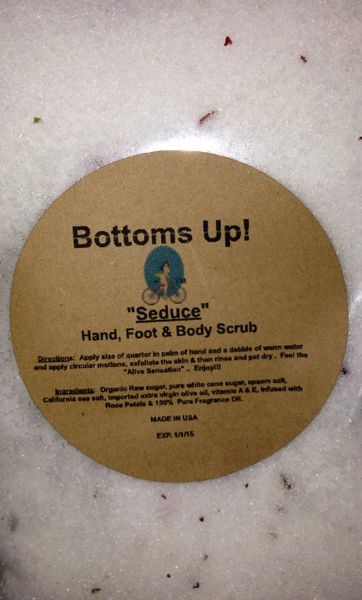 Bottoms Up!
"Seduce"
Hand, Foot & Body Scrub
Directions: Apply size of quarter in palm of hand and a dabble of warm water
and apply circular motions, exfoliate the skin & then rinse and pat dry . Feel the
"Alive Sensation" .. Enjoy!!!
Ingredients: Organic Raw sugar, pure white cane sugar, epsom salt,
California sea salt, imported extra virgin olive oil, vitamin A & E, infused with
Rose Petals & 100% Pure Fragrance Oil.
MADE IN USA
EXP. 1/1/15